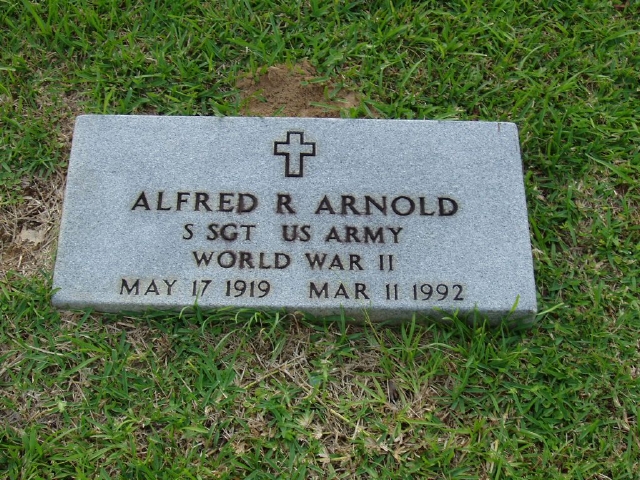 ALFRED R ARNOLD
S SGT US ARMY
WORLD WAR II
MAY 17 1919 MAR 11 1992